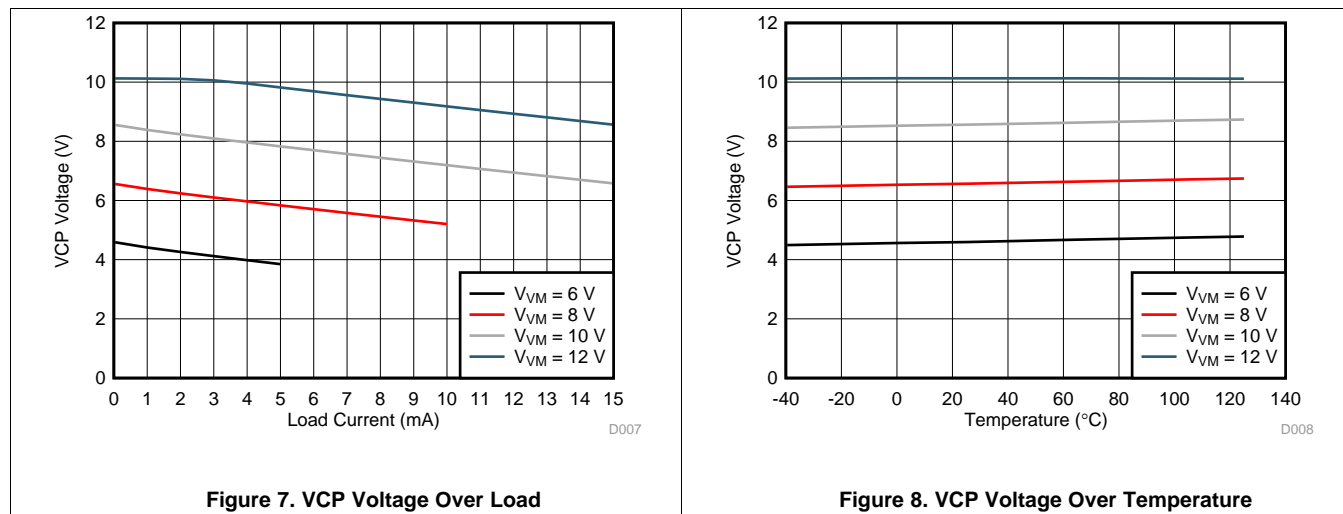 12
10
8
6
4
2
0
VCP Voltage (V)
V_VM = 6 V
V_VM = 8 V
V_VM = 10 V
V_VM = 12 V
0 1 2 3 4 5 6 7 8 9 10 11 12 13 14 15
Load Current (mA)
D007
Figure 7. VCP Voltage Over Load
12
10
8
6
4
2
0
VCP Voltage (V)
V_VM = 6 V
V_VM = 8 V
V_VM = 10 V
V_VM = 12 V
-40 -20 0 20 40 60 80 100 120 140
Temperature (°C)
D008
Figure 8. VCP Voltage Over Temperature